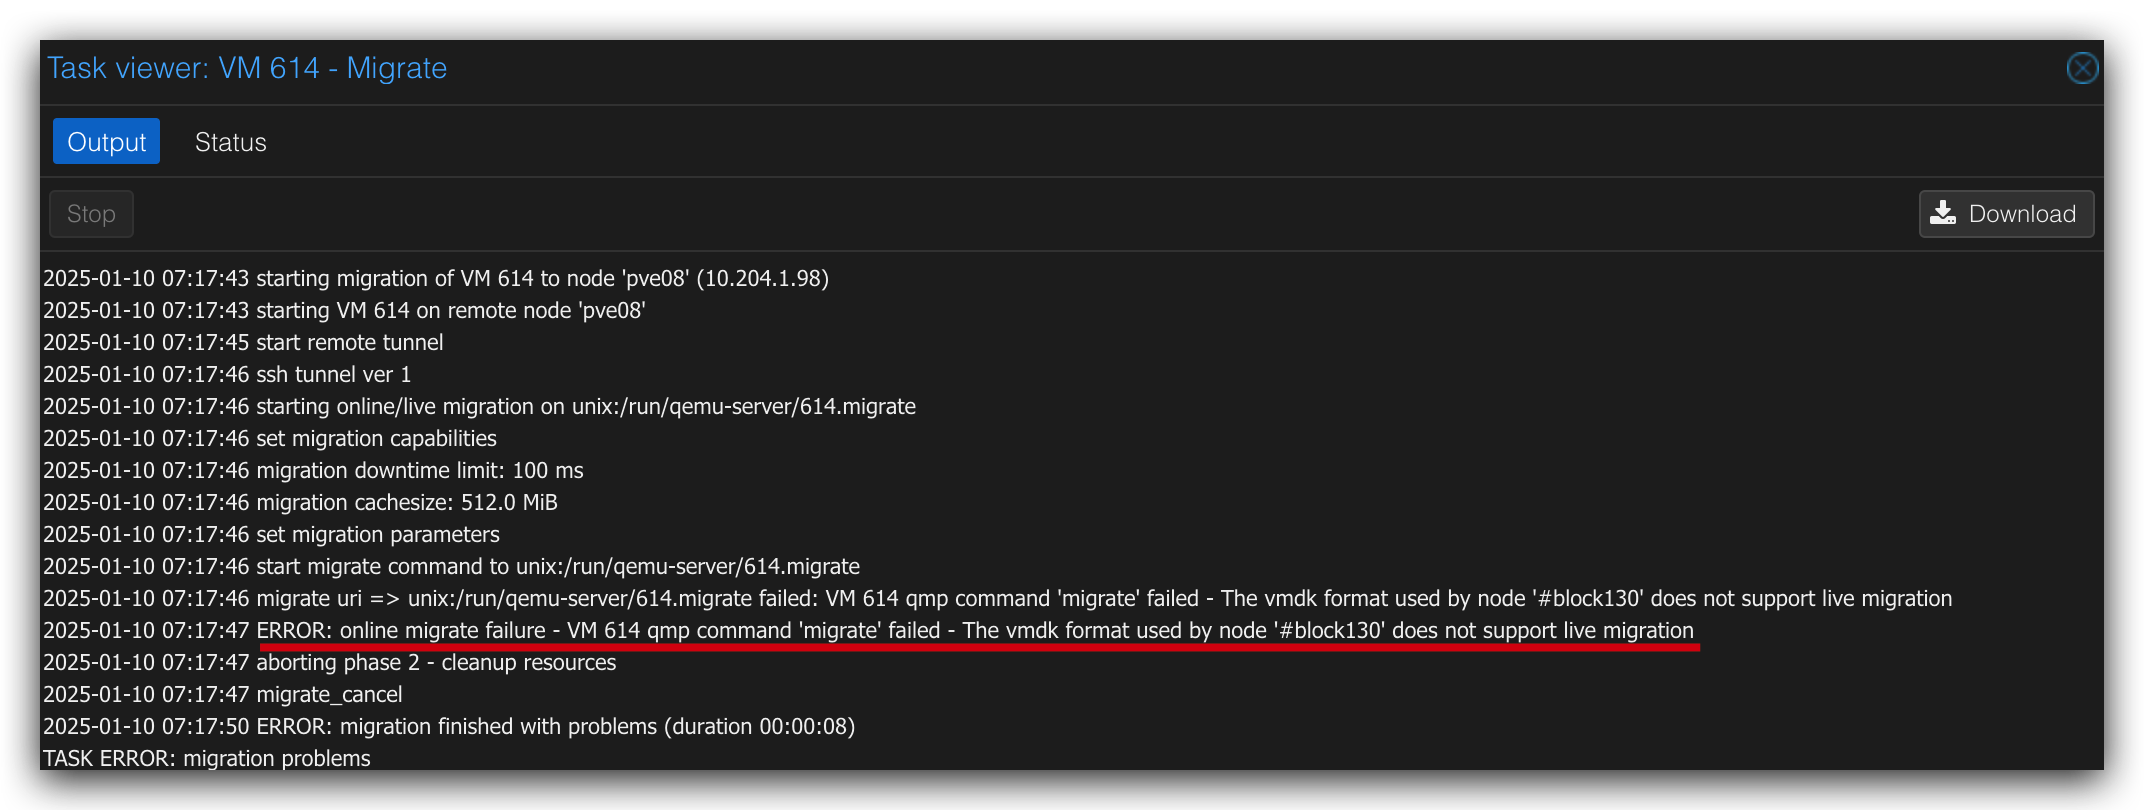 Task viewer: VM 614 - Migrate
Output Status
Stop Download
2025-01-10 07:17:43 starting migration of VM 614 to node 'pve08' (10.204.1.98)
2025-01-10 07:17:43 starting VM 614 on remote node 'pve08'
2025-01-10 07:17:45 start remote tunnel
2025-01-10 07:17:46 ssh tunnel ver 1
2025-01-10 07:17:46 starting online/live migration on unix:/run/qemu-server/614.migrate
2025-01-10 07:17:46 set migration capabilities
2025-01-10 07:17:46 migration downtime limit: 100 ms
2025-01-10 07:17:46 migration cachesize: 512.0 MiB
2025-01-10 07:17:46 set migration parameters
2025-01-10 07:17:46 start migrate command to unix:/run/qemu-server/614.migrate
2025-01-10 07:17:46 migrate uri => unix:/run/qemu-server/614.migrate failed: VM 614 qmp command 'migrate' failed - The vmdk format used by node '#block130' does not support live migration
2025-01-10 07:17:47 ERROR: online migrate failure - VM 614 qmp command 'migrate' failed - The vmdk format used by node '#block130' does not support live migration
2025-01-10 07:17:47 aborting phase 2 - cleanup resources
2025-01-10 07:17:47 migrate_cancel
2025-01-10 07:17:50 ERROR: migration finished with problems (duration 00:00:08)
TASK ERROR: migration problems